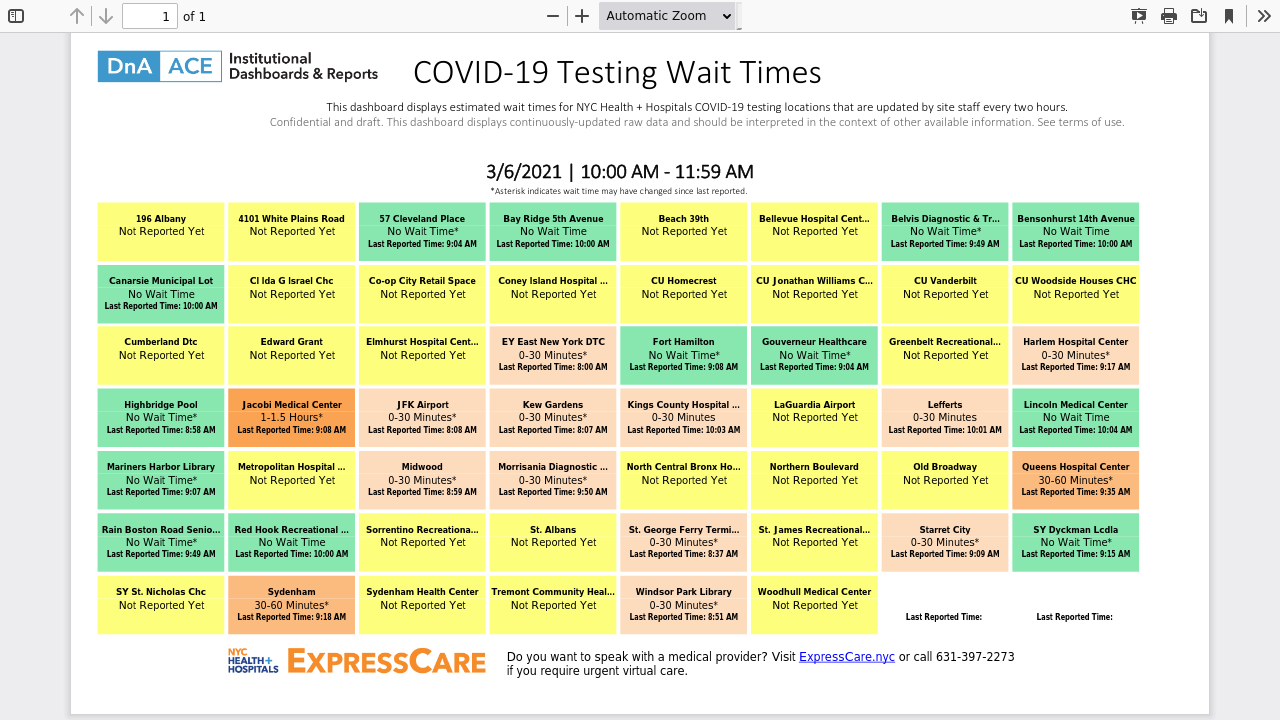 1 of 1 Automatic Zoom
DnA ACE Institutional
Dashboards & Reports
COVID-19 Testing Wait Times
This dashboard displays estimated wait times for NYC Health + Hospitals COVID-19 testing locations that are updated by site staff every two hours.
Confidential and draft. This dashboard displays continuously-updated raw data and should be interpreted in the context of other available information. See terms of use.
3/6/2021 | 10:00 AM - 11:59 AM
*Asterisk indicates wait time may have changed since last reported.
196 Albany
Not Reported Yet
4101 White Plains Road
Not Reported Yet
57 Cleveland Place
No Wait Time*
Last Reported Time: 9:04 AM
Bay Ridge 5th Avenue
No Wait Time
Last Reported Time: 10:00 AM
Beach 39th
Not Reported Yet
Bellevue Hospital Cent...
Not Reported Yet
Belvis Diagnostic & Tr...
No Wait Time*
Last Reported Time: 9:49 AM
Bensonhurst 14th Avenue
No Wait Time
Last Reported Time: 10:00 AM
Canarsie Municipal Lot
No Wait Time
Last Reported Time: 10:00 AM
Cl Ida G Israel Chc
Not Reported Yet
Co-op City Retail Space
Not Reported Yet
Coney Island Hospital ...
Not Reported Yet
CU Homecrest
Not Reported Yet
CU Jonathan Williams C...
Not Reported Yet
CU Vanderbilt
Not Reported Yet
CU Woodside Houses CHC
Not Reported Yet
Cumberland Dtc
Not Reported Yet
Edward Grant
Not Reported Yet
Elmhurst Hospital Cent...
Not Reported Yet
EY East New York DTC
0-30 Minutes*
Last Reported Time: 8:00 AM
Fort Hamilton
No Wait Time*
Last Reported Time: 9:08 AM
Gouverneur Healthcare
No Wait Time*
Last Reported Time: 9:04 AM
Greenbelt Recreational...
Not Reported Yet
Harlem Hospital Center
0-30 Minutes*
Last Reported Time: 9:17 AM
Highbridge Pool
No Wait Time*
Last Reported Time: 8:58 AM
Jacobi Medical Center
1-1.5 Hours*
Last Reported Time: 9:08 AM
JFK Airport
0-30 Minutes*
Last Reported Time: 8:08 AM
Kew Gardens
0-30 Minutes*
Last Reported Time: 8:07 AM
Kings County Hospital ...
0-30 Minutes
Last Reported Time: 10:03 AM
LaGuardia Airport
Not Reported Yet
Lefferts
0-30 Minutes
Last Reported Time: 10:01 AM
Lincoln Medical Center
No Wait Time
Last Reported Time: 10:04 AM
Mariners Harbor Library
No Wait Time*
Last Reported Time: 9:07 AM
Metropolitan Hospital ...
Not Reported Yet
Midwood
0-30 Minutes*
Last Reported Time: 8:59 AM
Morrisania Diagnostic ...
0-30 Minutes*
Last Reported Time: 9:50 AM
North Central Bronx Ho...
Not Reported Yet
Northern Boulevard
Not Reported Yet
Old Broadway
Not Reported Yet
Queens Hospital Center
30-60 Minutes*
Last Reported Time: 9:35 AM
Rain Boston Road Senio...
No Wait Time*
Last Reported Time: 9:49 AM
Red Hook Recreational ...
No Wait Time
Last Reported Time: 10:00 AM
Sorrentino Recreationa...
Not Reported Yet
St. Albans
Not Reported Yet
St. George Ferry Termi...
0-30 Minutes*
Last Reported Time: 8:37 AM
St. James Recreational...
Not Reported Yet
Starret City
0-30 Minutes*
Last Reported Time: 9:09 AM
SY Dyckman Lcdla
No Wait Time*
Last Reported Time: 9:15 AM
SY St. Nicholas Chc
Not Reported Yet
Sydenham
30-60 Minutes*
Last Reported Time: 9:18 AM
Sydenham Health Center
Not Reported Yet
Tremont Community Heal...
Not Reported Yet
Windsor Park Library
0-30 Minutes*
Last Reported Time: 8:51 AM
Woodhull Medical Center
Not Reported Yet
Last Reported Time:
Last Reported Time:
NYC
HEALTH+
HOSPITALS
EXPRESSCARE
Do you want to speak with a medical provider? Visit ExpressCare.nyc or call 631-397-2273
if you require urgent virtual care.